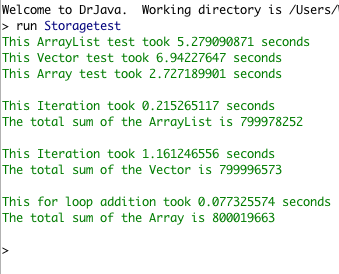 Welcome to DrJava.  Working directory is /Users/
> run Storagetest
This ArrayList test took 5.279090871 seconds
This Vector test took 6.94227647 seconds
This Array test took 2.727189901 seconds
This Iteration took 0.215265117 seconds
The total sum of the ArrayList is 799978252
This Iteration took 1.161246556 seconds
The total sum of the Vector is 799996573
This for loop addition took 0.077325574 seconds
The total sum of the Array is 800019663
>